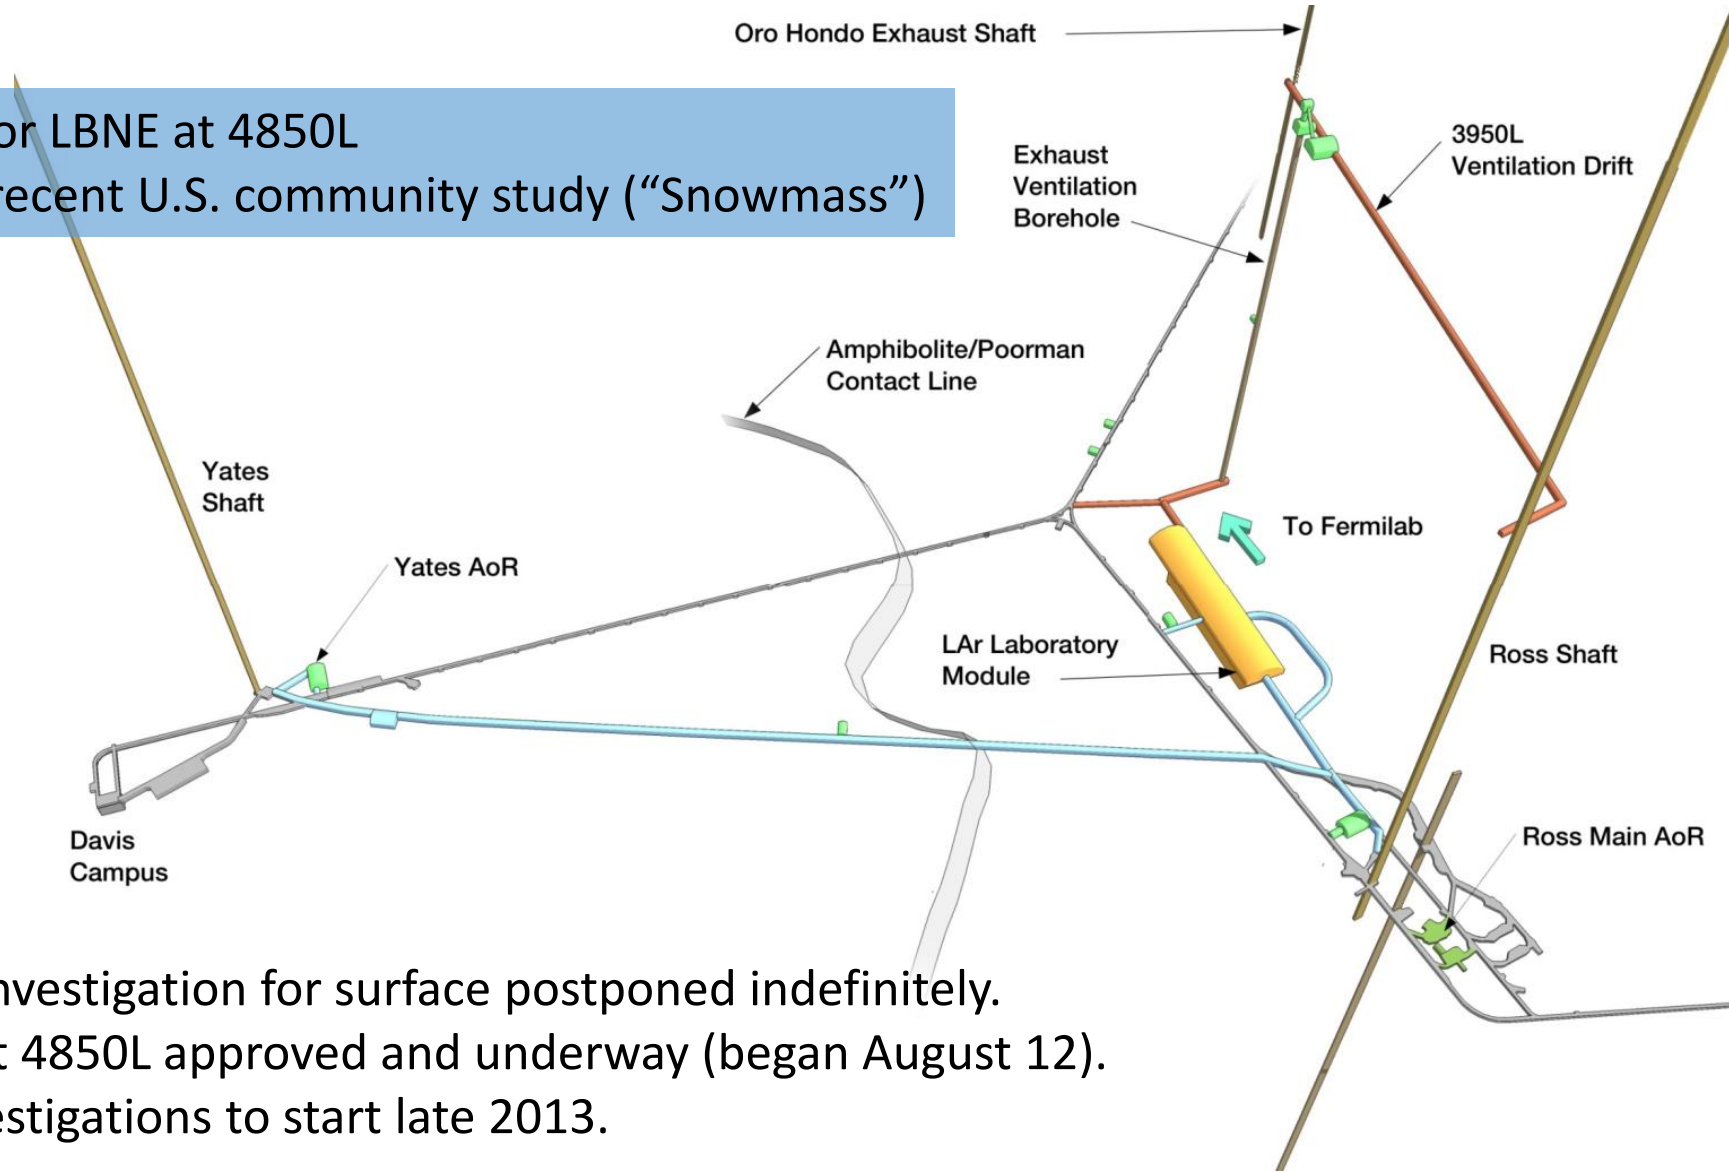 Oro Hondo Exhaust Shaft
or LBNE at 4850L
recent U.S. community study (“Snowmass”)
Exhaust
Ventilation
Borehole
3950L
Ventilation Drift
Amphibolite/Poorman
Contact Line
Yates
Shaft
To Fermilab
Yates AoR
LAr Laboratory
Module
Ross Shaft
Davis
Campus
Ross Main AoR
nvestigation for surface postponed indefinitely.
t 4850L approved and underway (began August 12).
estigations to start late 2013.